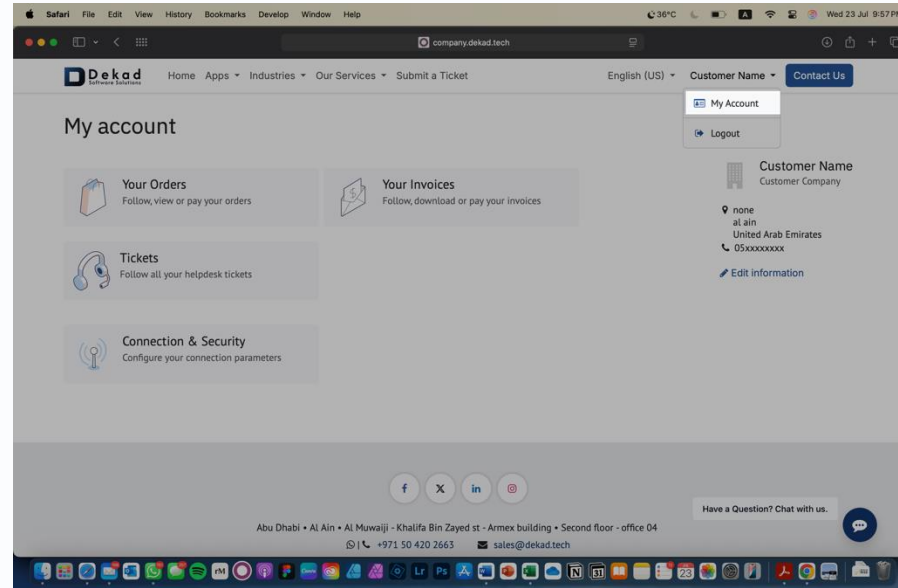 Safari File Edit View History Bookmarks Develop Window Help
36°C A Wed 23 Jul 9:57 PM
company.dekad.tech
Dekad
Software Solutions
Home Apps Industries Our Services Submit a Ticket
English (US) Customer Name Contact Us
My Account
Logout
My account
Your Orders
Follow, view or pay your orders
Your Invoices
Follow, download or pay your invoices
Tickets
Follow all your helpdesk tickets
Connection & Security
Configure your connection parameters
Customer Name
Customer Company
none
al ain
United Arab Emirates
05xxxxxxxx
Edit information
Have a Question? Chat with us.
Abu Dhabi • Al Ain • Al Muwaiji - Khalifa Bin Zayed st - Armex building • Second floor - office 04
| +971 50 420 2663 sales@dekad.tech
rM Lr Ps 31 23